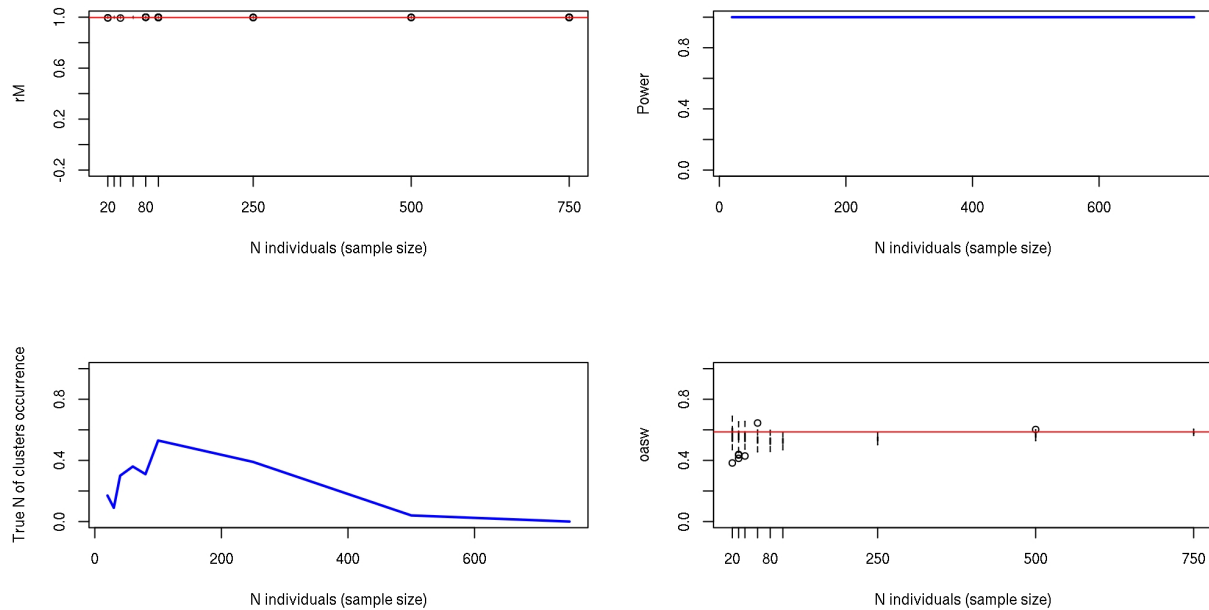 rM
1.0
0.6
0.2
-0.2
20 80 250 500 750
N individuals (sample size)
Power
0.8
0.4
0.0
0 200 400 600
N individuals (sample size)
True N of clusters occurrence
0.8
0.4
0.0
0 200 400 600
N individuals (sample size)
oasw
0.8
0.4
0.0
20 80 250 500 750
N individuals (sample size)